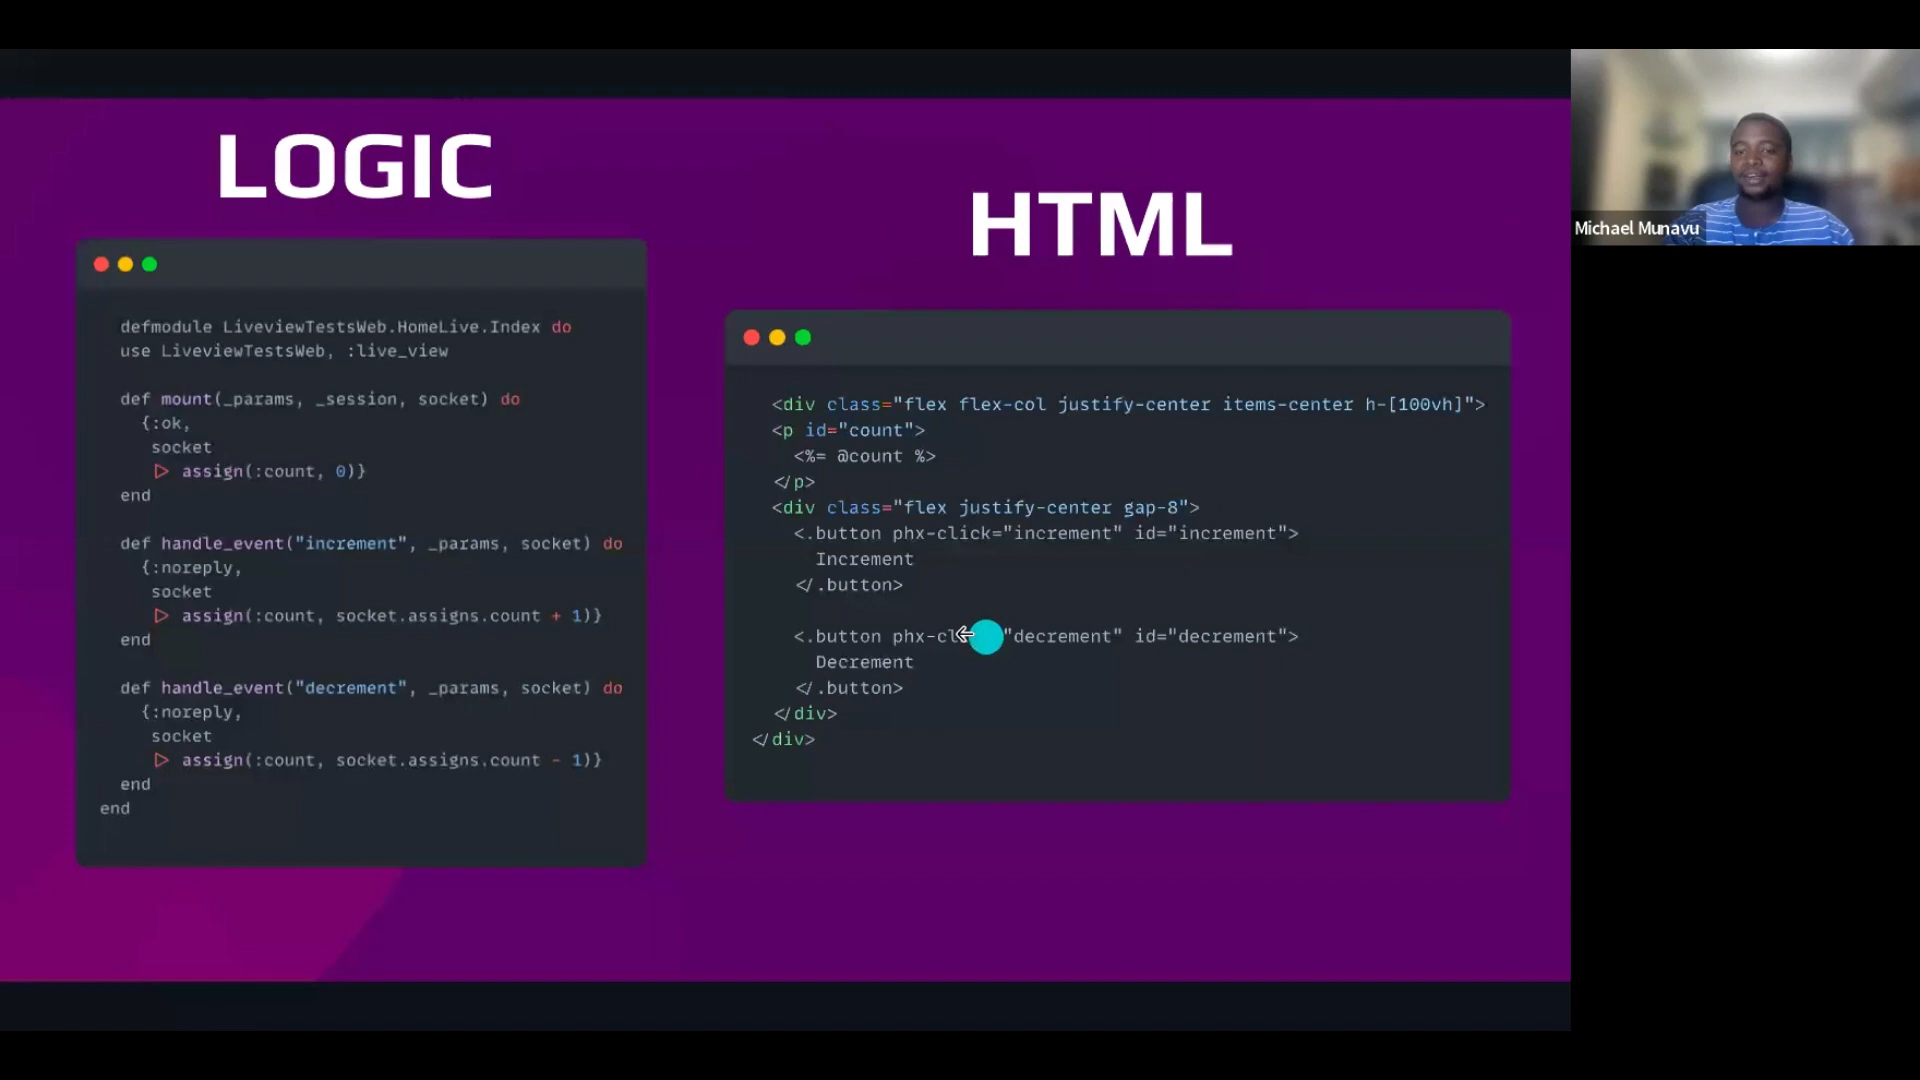 LOGIC
defmodule LiveviewTestsWeb.HomeLive.Index do
use LiveviewTestsWeb, :live_view
def mount(_params, _session, socket) do
{:ok,
socket
|> assign(:count, 0)}
end
def handle_event("increment", _params, socket) do
{:noreply,
socket
|> assign(:count, socket.assigns.count + 1)}
end
def handle_event("decrement", _params, socket) do
{:noreply,
socket
|> assign(:count, socket.assigns.count - 1)}
end
end
HTML
<div class="flex flex-col justify-center items-center h-[100vh]">
<p id="count">
<%= @count %>
</p>
<div class="flex justify-center gap-8">
<.button phx-click="increment" id="increment">
Increment
</.button>
<.button "decrement" id="decrement">
Decrement
</.button>
</div>
</div>
Michael Munavu